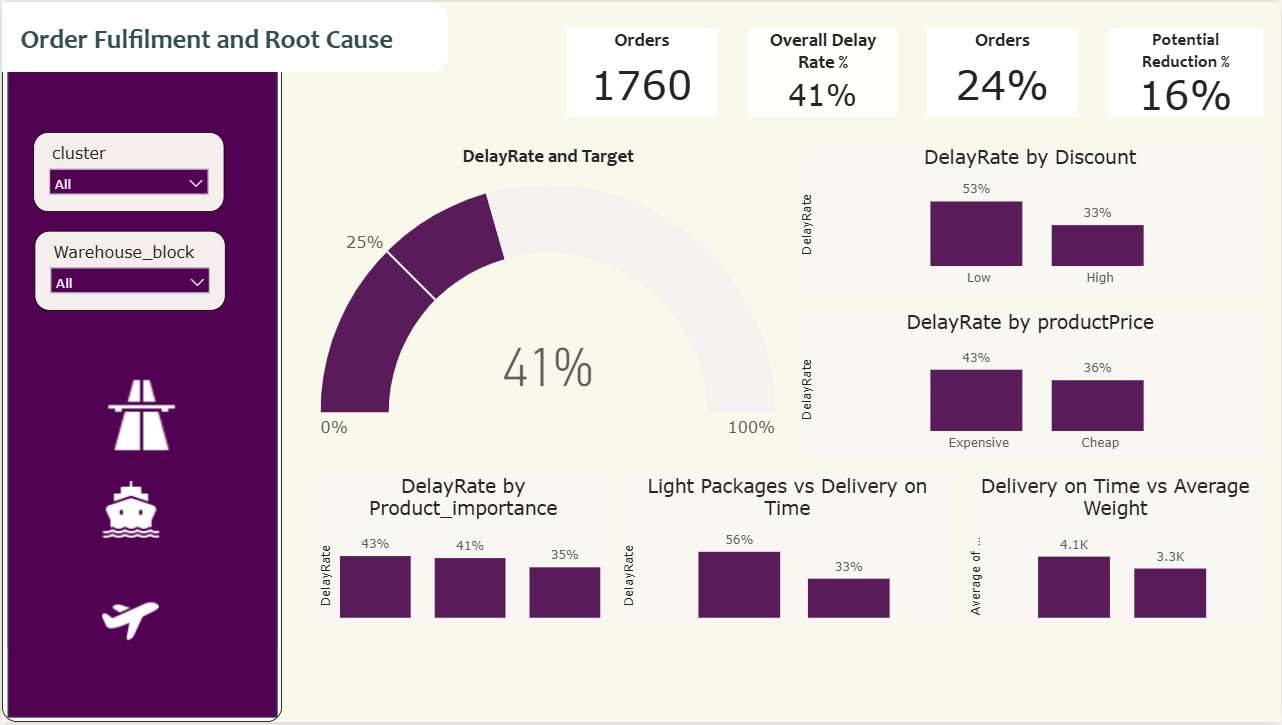 Order Fulfilment and Root Cause
cluster
All
Warehouse_block
All
Orders
1760
Overall Delay
Rate %
41%
Orders
24%
Potential
Reduction %
16%
DelayRate and Target
25%
41%
0%
100%
DelayRate by Discount
DelayRate
53%
33%
Low
High
DelayRate by productPrice
DelayRate
43%
36%
Expensive
Cheap
DelayRate by
Product_importance
DelayRate
43%
41%
35%
Light Packages vs Delivery on
Time
DelayRate
56%
33%
Delivery on Time vs Average
Weight
Average of ...
4.1K
3.3K